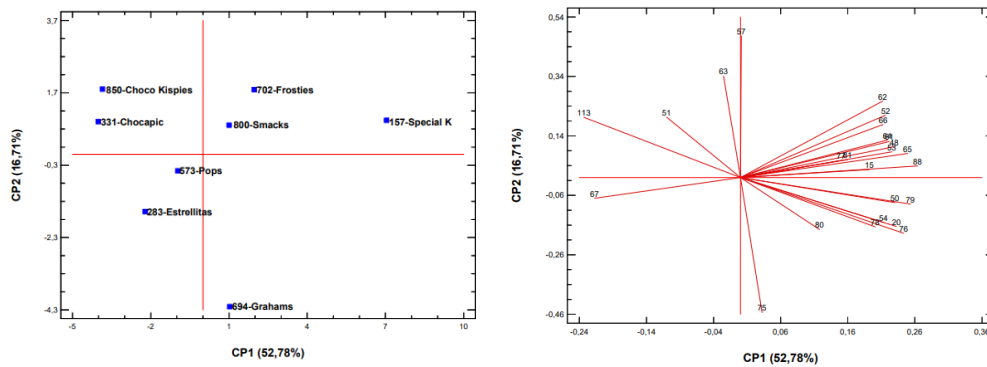 3,7
850-Choco Kispies
702-Frosties
1,7
331-Chocapic
800-Smacks
157-Special K
CP2 (16,71%)
-0,3
573-Pops
283-Estrellitas
-2,3
694-Grahams
-4,3
-5 -2 1 4 7 10
CP1 (52,78%)
0,54
57
0,34
63
62
52
113
51
66
0,14
18
65
61
88
15
CP2 (16,71%)
-0,06
67
50
79
54
20
78
76
80
-0,26
75
-0,46
-0,24 -0,14 -0,04 0,06 0,16 0,26 0,36
CP1 (52,78%)